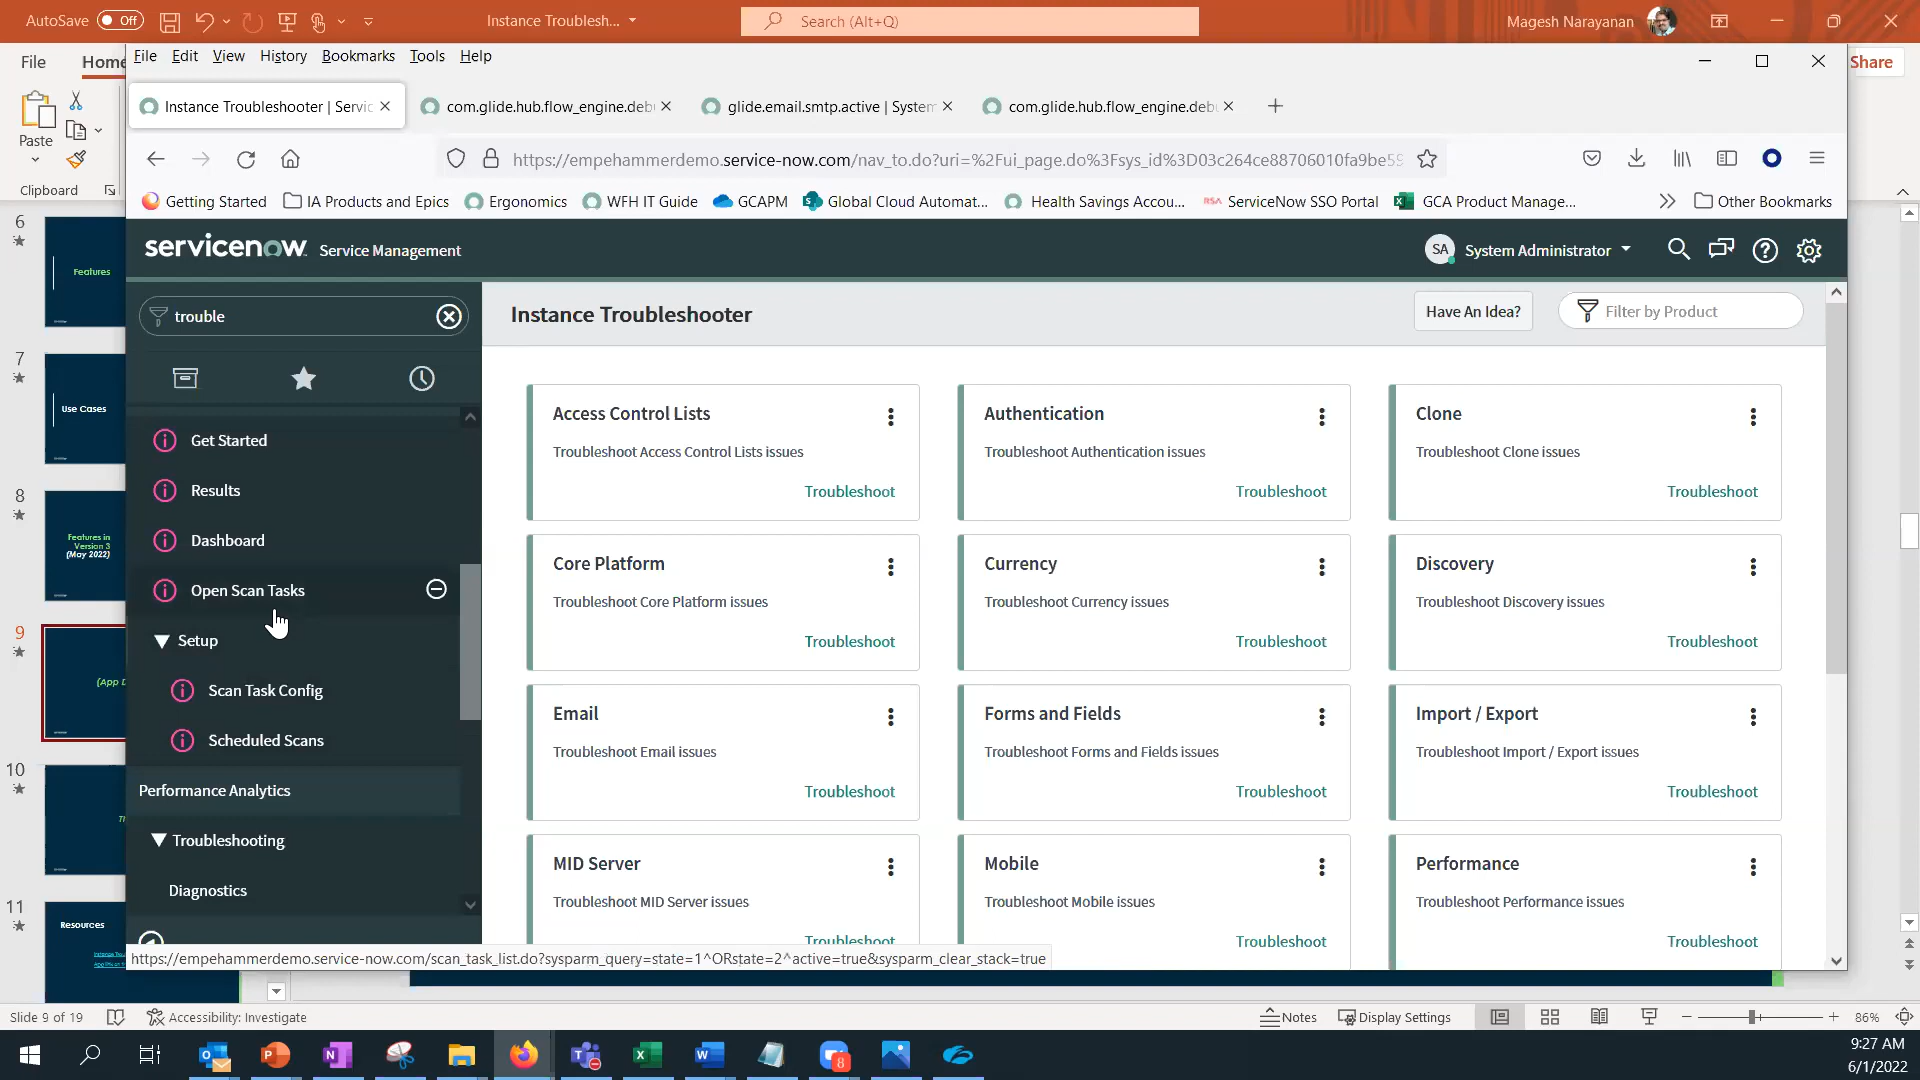 AutoSave Off
Instance Troublesh...
Search (Alt+Q)
Magesh Narayanan
File
Home
Share
Paste
Clipboard
File Edit View History Bookmarks Tools Help
Instance Troubleshooter | Servic
com.glide.hub.flow_engine.deb
glide.email.smtp.active | System
com.glide.hub.flow_engine.deb
https://empehammerdemo.service-now.com/nav_to.do?uri=%2Fui_page.do%3Fsys_id%3D03c264ce88706010fa9be59
Getting Started
IA Products and Epics
Ergonomics
WFH IT Guide
GCAPM
Global Cloud Automat...
Health Savings Accou...
RSA
ServiceNow SSO Portal
GCA Product Manage...
Other Bookmarks
servicenow Service Management
SA System Administrator
trouble
Get Started
Results
Dashboard
Open Scan Tasks
Setup
Scan Task Config
Scheduled Scans
Performance Analytics
Troubleshooting
Diagnostics
Instance Troubleshooter
Have An Idea?
Filter by Product
Access Control Lists
Troubleshoot Access Control Lists issues
Troubleshoot
Authentication
Troubleshoot Authentication issues
Troubleshoot
Clone
Troubleshoot Clone issues
Troubleshoot
Core Platform
Troubleshoot Core Platform issues
Troubleshoot
Currency
Troubleshoot Currency issues
Troubleshoot
Discovery
Troubleshoot Discovery issues
Troubleshoot
Email
Troubleshoot Email issues
Troubleshoot
Forms and Fields
Troubleshoot Forms and Fields issues
Troubleshoot
Import / Export
Troubleshoot Import / Export issues
Troubleshoot
MID Server
Troubleshoot MID Server issues
Troubleshoot
Mobile
Troubleshoot Mobile issues
Troubleshoot
Performance
Troubleshoot Performance issues
Troubleshoot
https://empehammerdemo.service-now.com/scan_task_list.do?sysparm_query=state=1^ORstate=2^active=true&sysparm_clear_stack=true
6
Features
7
Use Cases
8
Features in
Version 3
(May 2022)
9
(App D
10
11
Resources
Slide 9 of 19
Accessibility: Investigate
Notes
Display Settings
86%
8
9:27 AM
6/1/2022